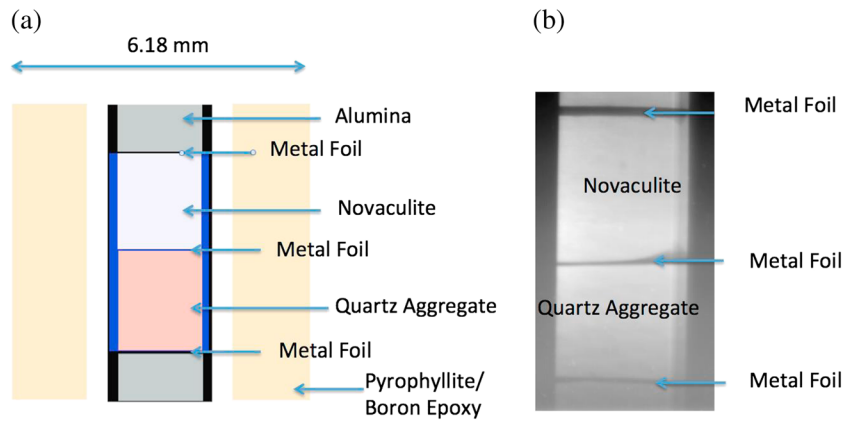 (a)
6.18 mm
Alumina
Metal Foil
Novaculite
Metal Foil
Quartz Aggregate
Metal Foil
Pyrophyllite/
Boron Epoxy
(b)
Metal Foil
Novaculite
Metal Foil
Quartz Aggregate
Metal Foil